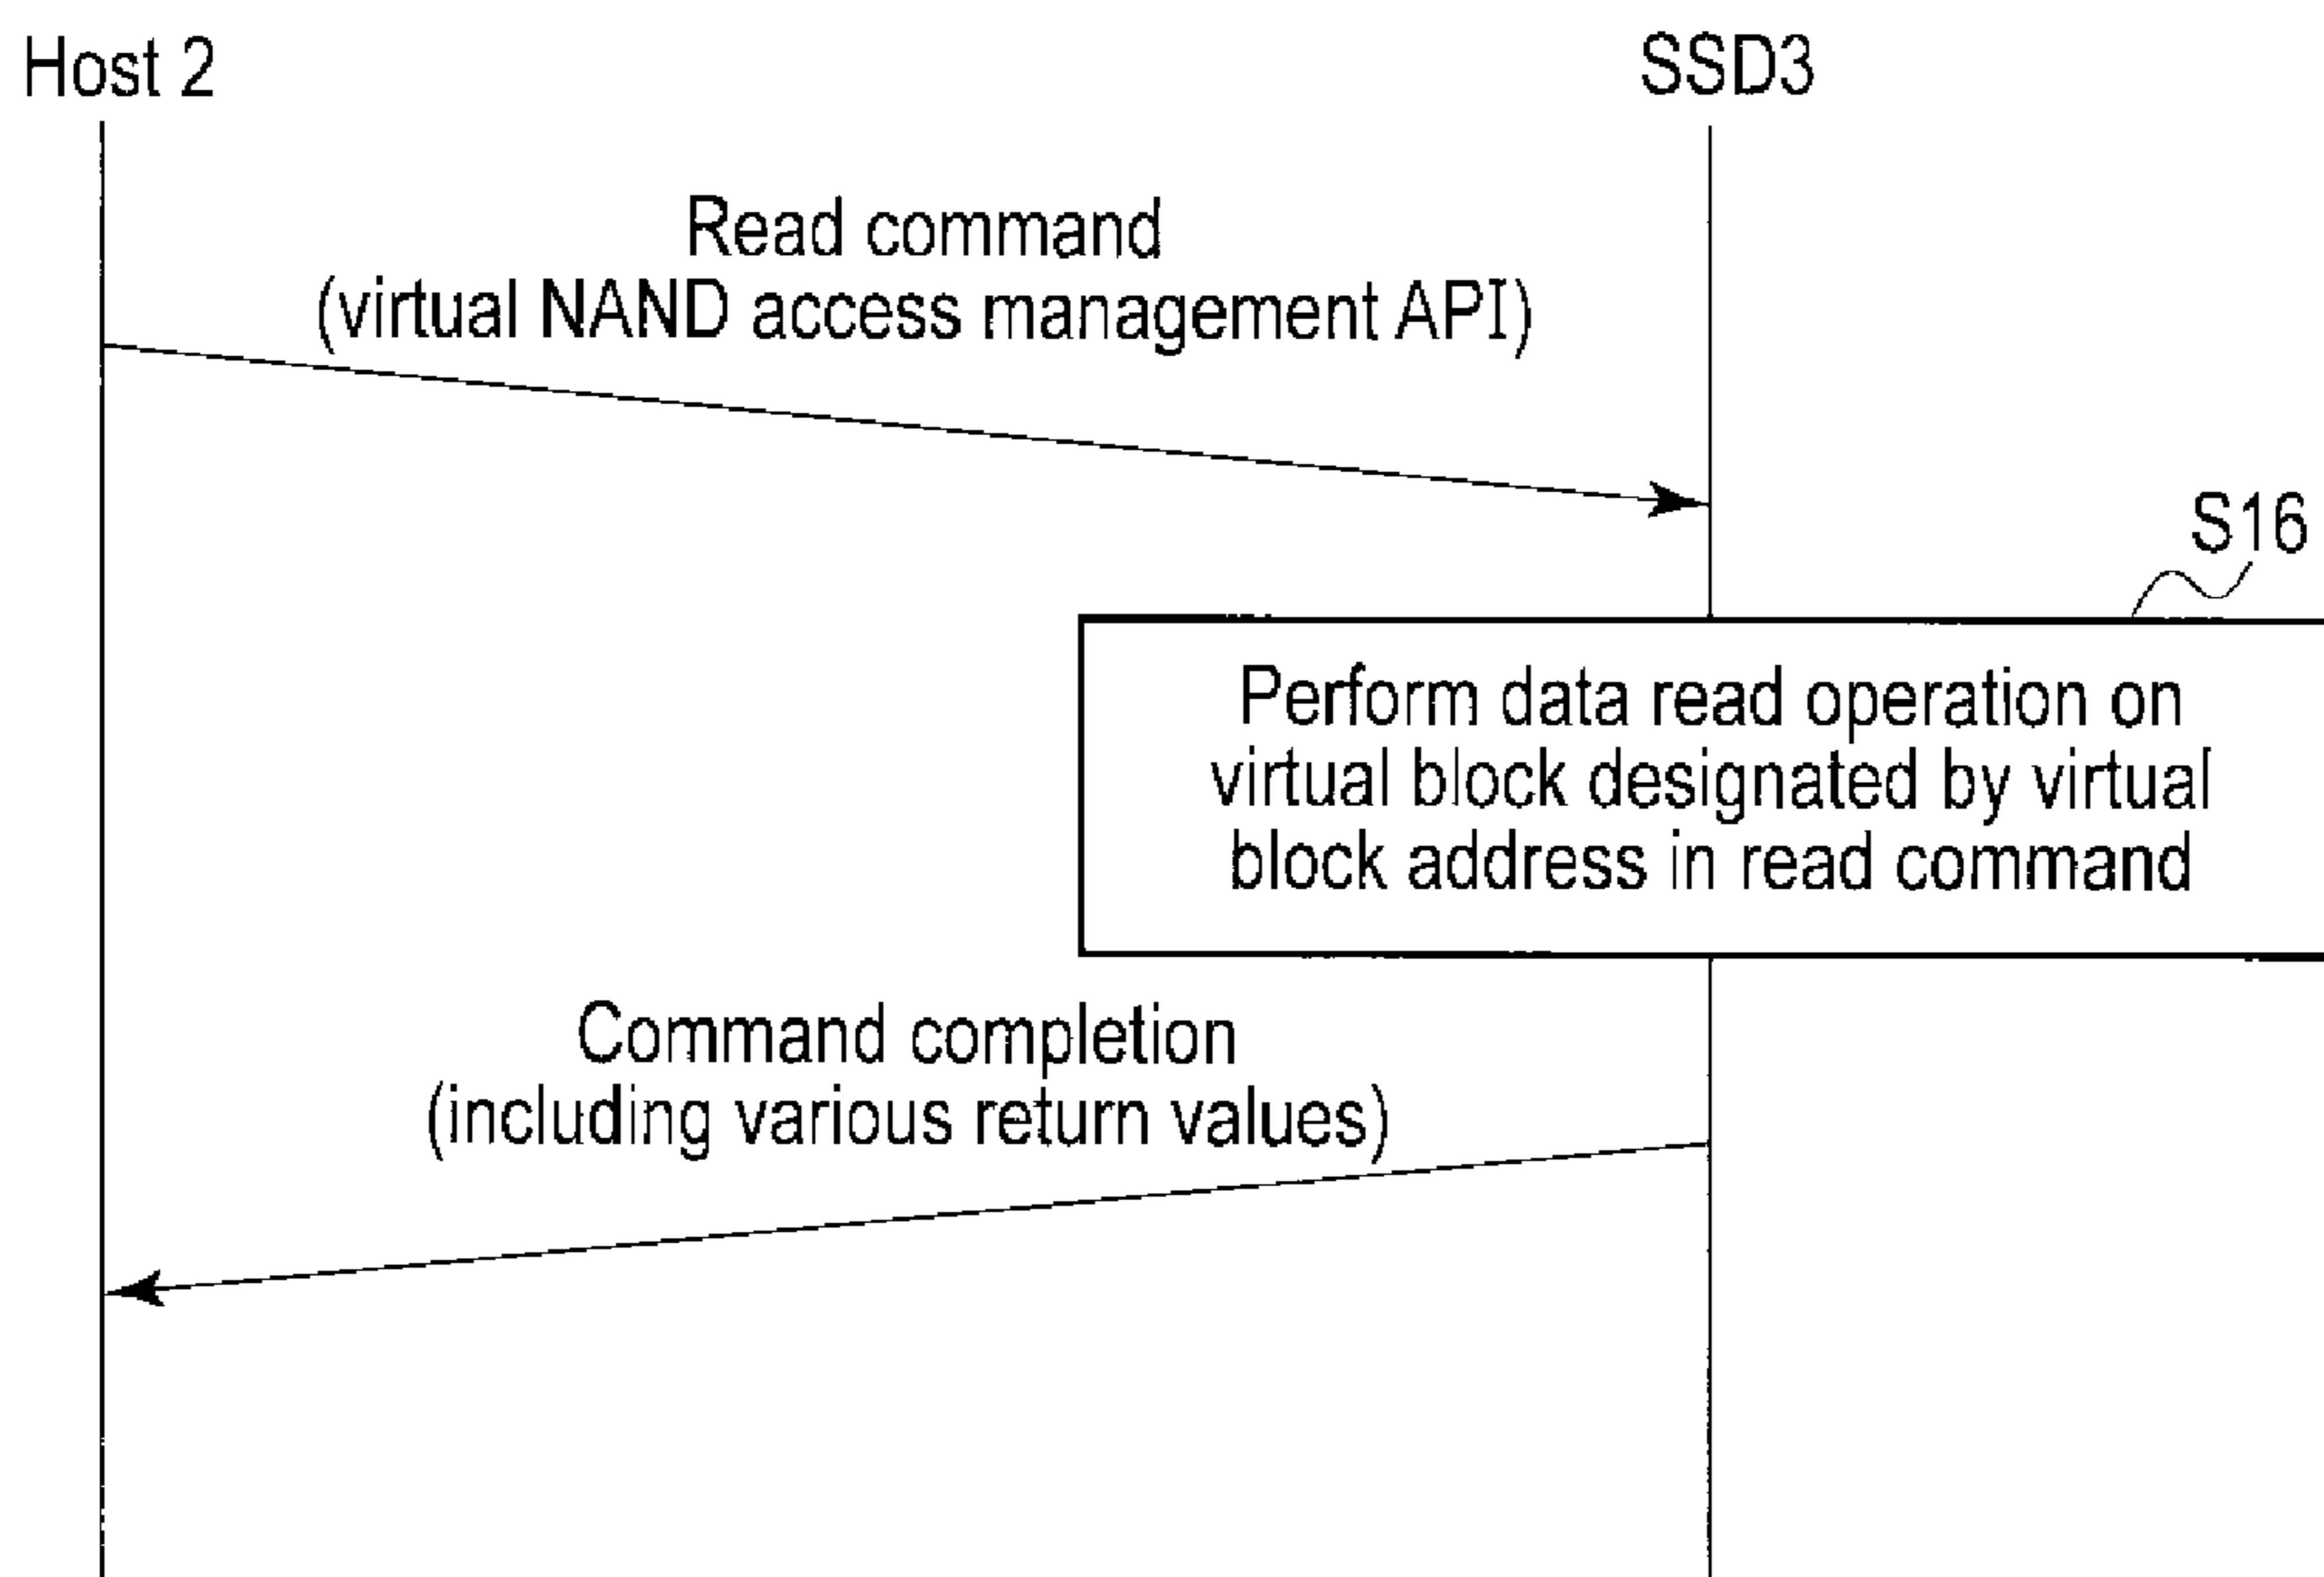 Host 2
SSD3
Read command
(virtual NAND access management API)
S16
Perform data read operation on
virtual block designated by virtual
block address in read command
Command completion
(including various return values)